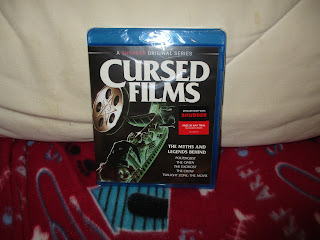 A SHUDDER ORIGINAL SERIES
CURSED
FILMS
SHUDDER
THE MYTHS AND
LEGENDS BEHIND
POLTERGEIST
THE OMEN
THE EXORCIST
THE CROW
TWILIGHT ZONE: THE MOVIE